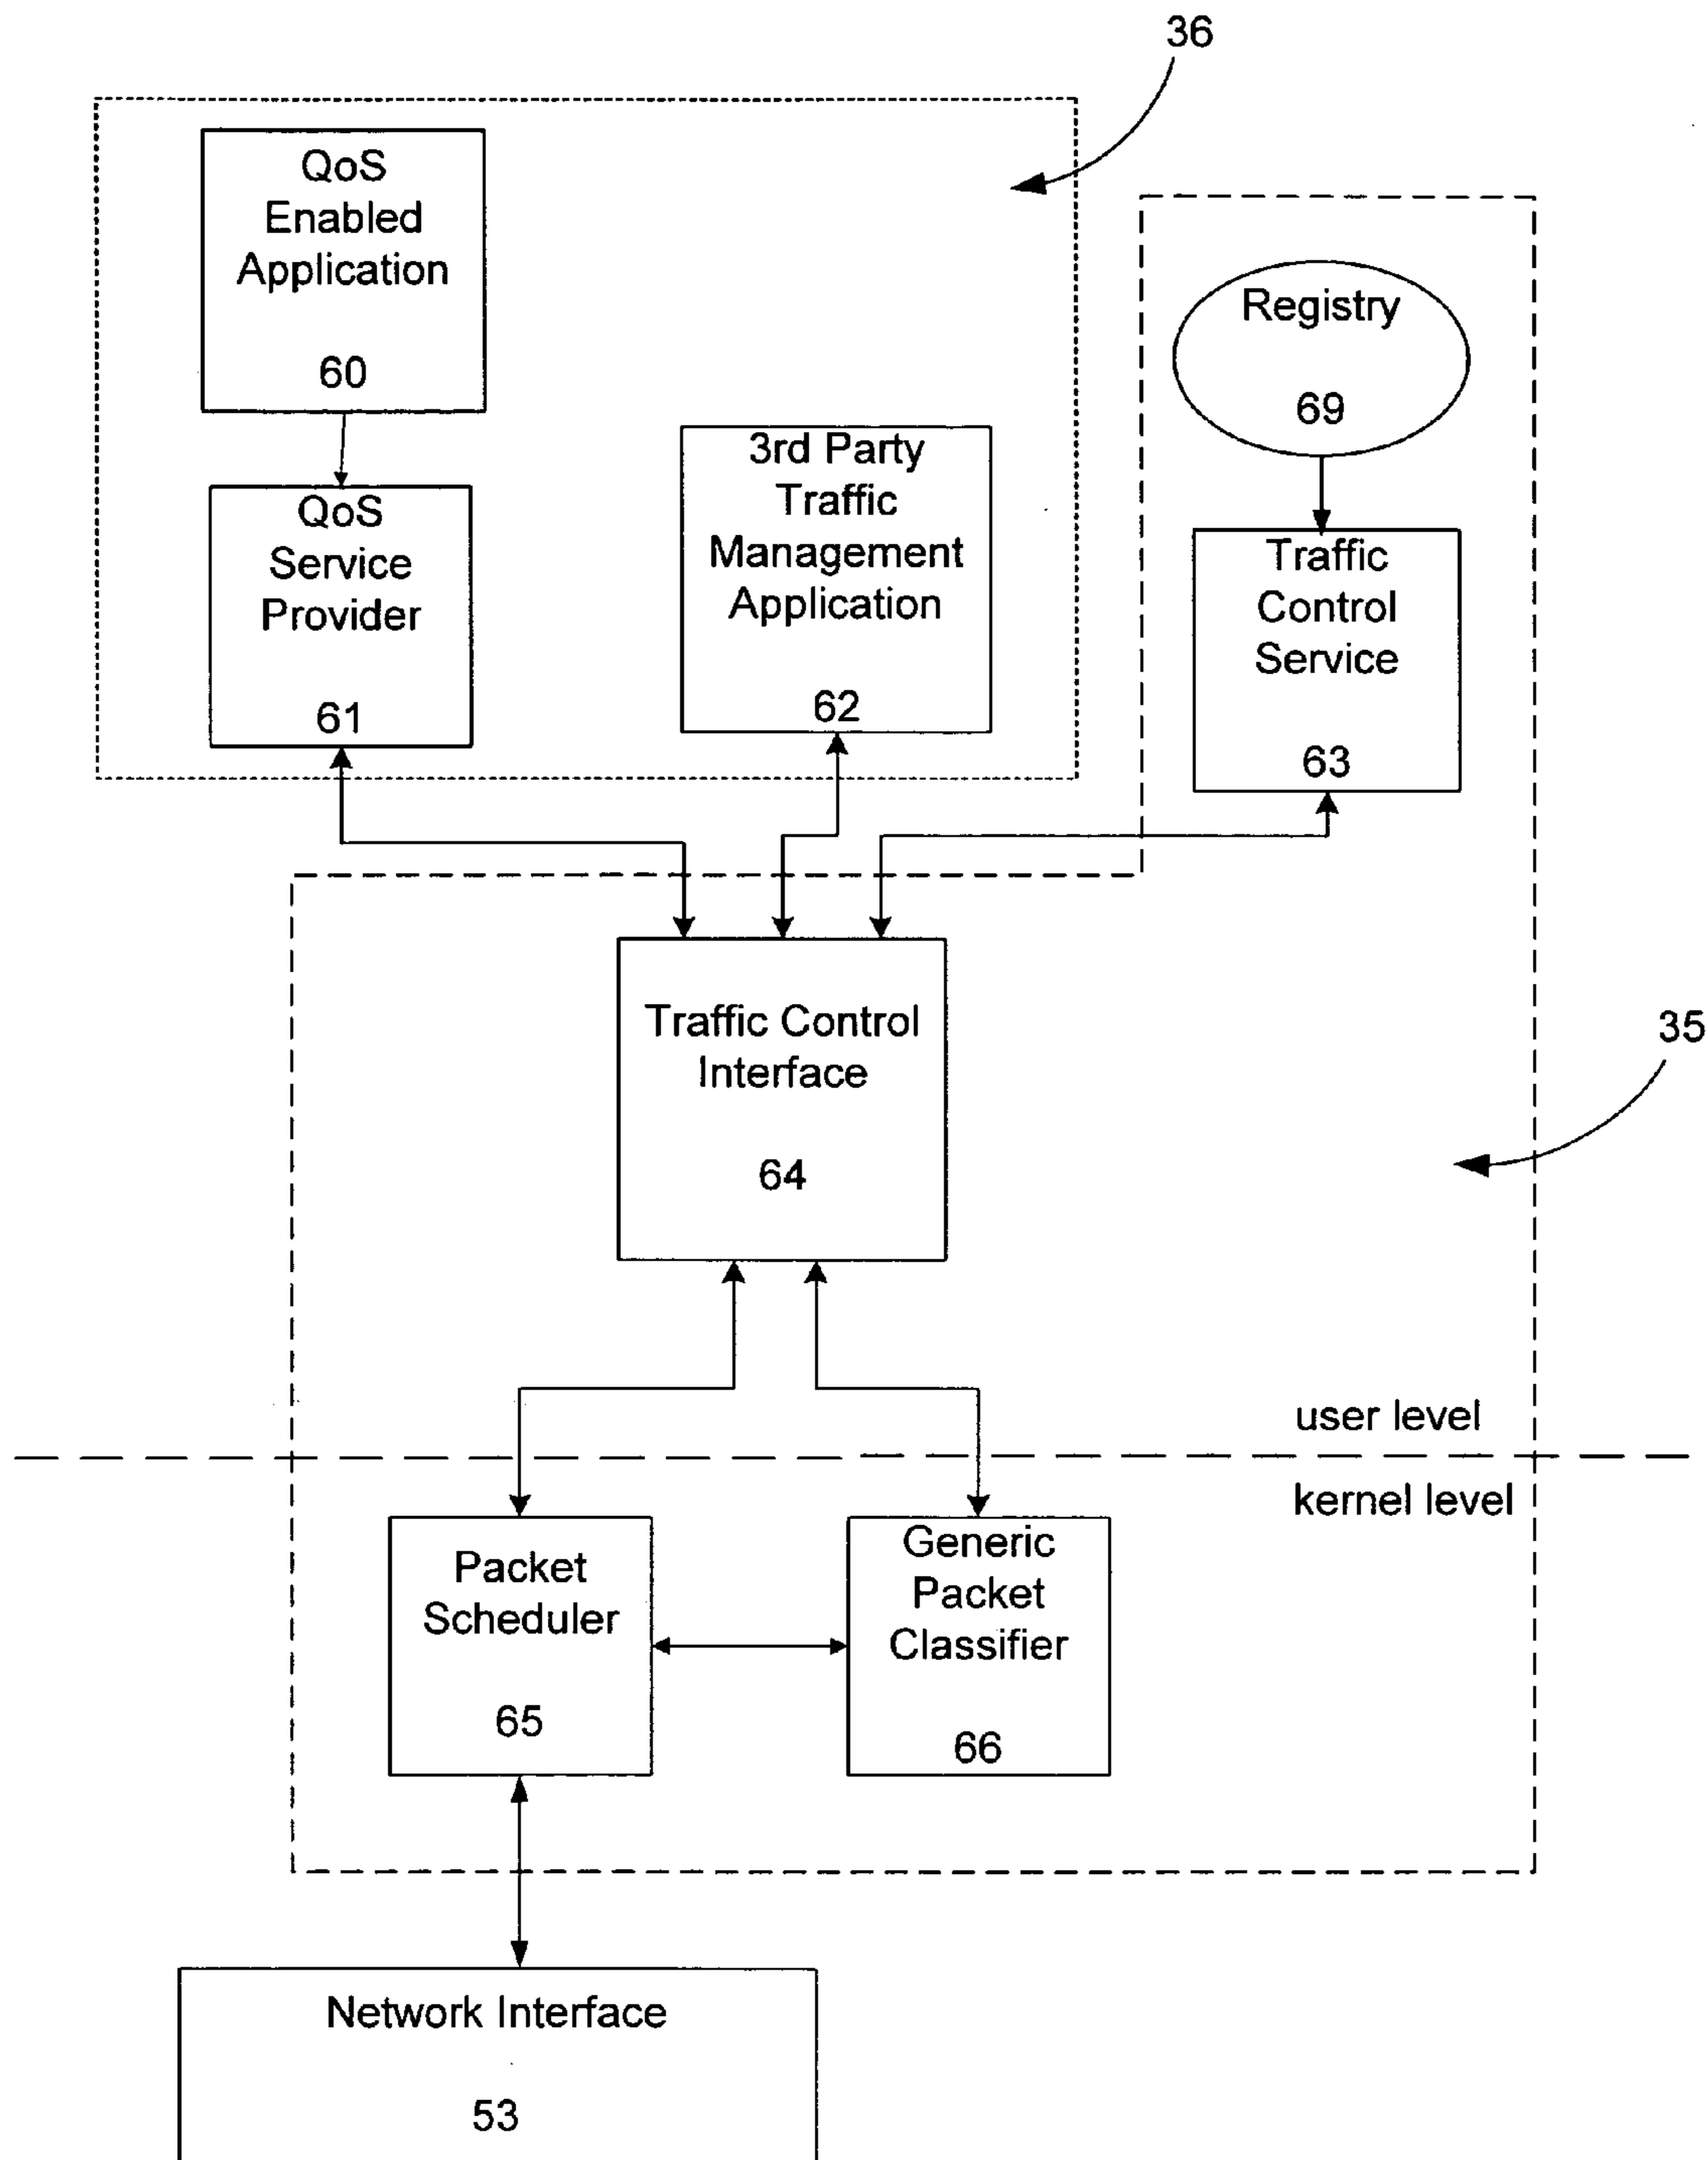 36
QoS
Enabled
Application
60
Registry
69
QoS
Service
Provider
61
3rd Party
Traffic
Management
Application
62
Traffic
Control
Service
63
Traffic Control
Interface
64
35
user level
kernel level
Packet
Scheduler
65
Generic
Packet
Classifier
66
Network Interface
53